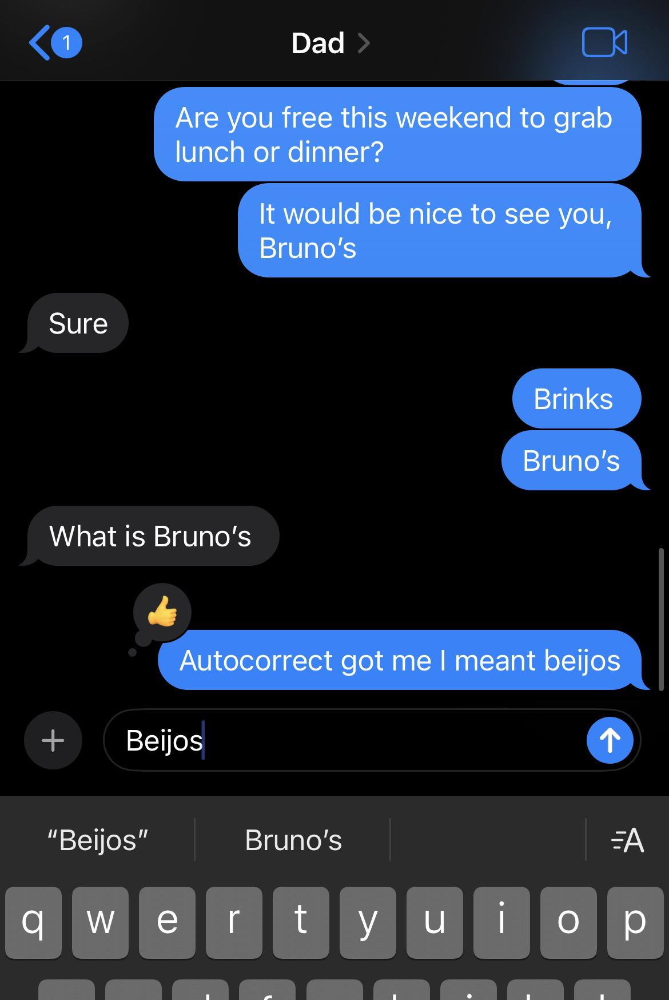 1
Dad
Are you free this weekend to grab
lunch or dinner?
It would be nice to see you,
Bruno’s
Sure
Brinks
Bruno’s
What is Bruno’s
Autocorrect got me I meant beijos
Beijos
“Beijos” Bruno’s A
q w e r t y u i o p